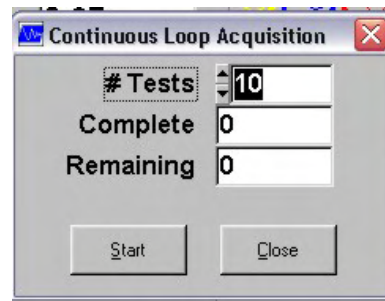 Continuous Loop Acquisition
# Tests 10
Complete 0
Remaining 0
Start Close